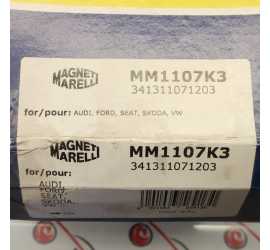 MAGNETI
MARELLI
MM1107K3
341311071203
for/pour: AUDI, FORD, SEAT, SKODA, VW
MAGNETI
MARELLI
MM1107K3
341311071203
for/pour:
AUDI,
FORD,
SEAT,